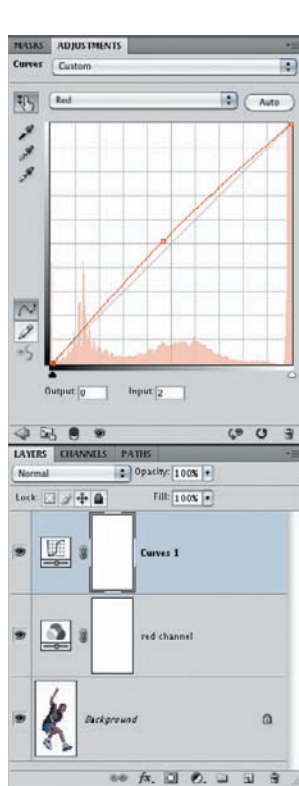 MASKS ADJUSTMENTS
Curves Custom
Red Auto
Output: 0 Input: 2
LAYERS CHANNELS PATHS
Normal Opacity: 100%
Lock: Fill: 100%
Curves 1
red channel
Background
fx.